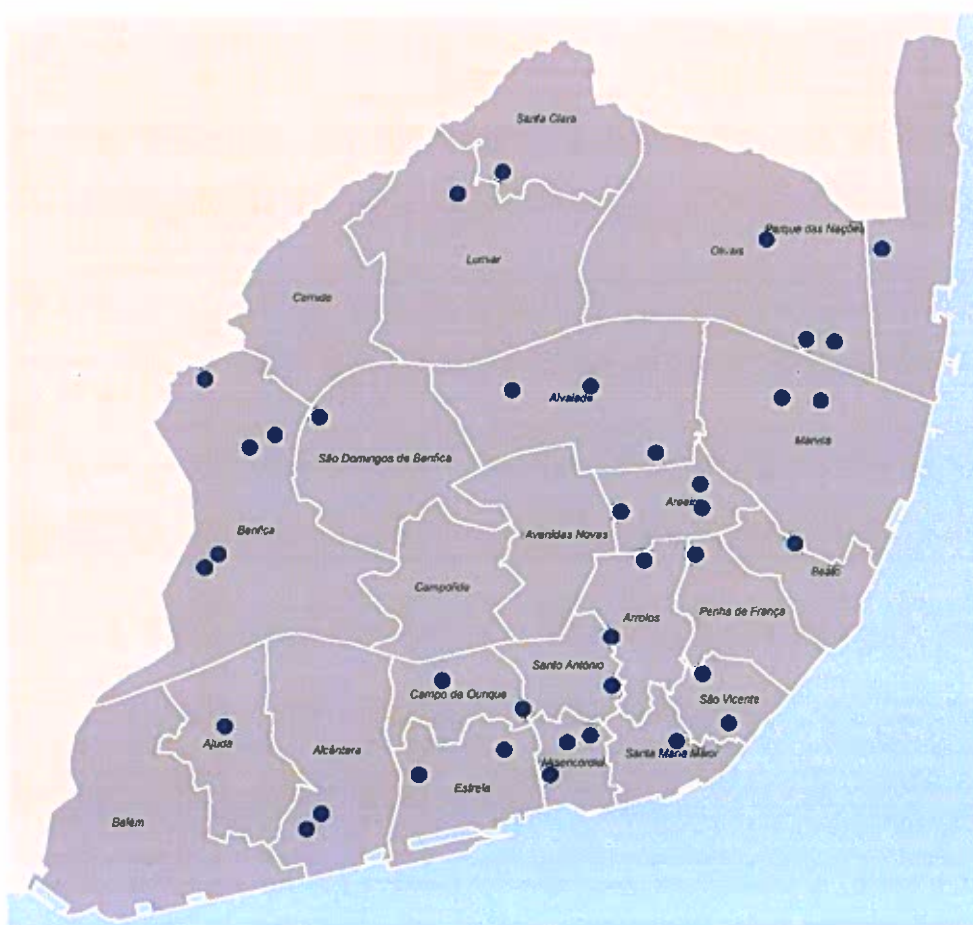 Santa Clara
Parque das Nações
Olivais
Lumiar
Carnide
Alvalade
Marvila
São Domingos de Benfica
Areeiro
Benfica
Avenidas Novas
Beato
Campolide
Arroios
Penha de França
Santo António
Campo de Ourique
São Vicente
Ajuda
Alcântara
Santa Maria Maior
Misericórdia
Estrela
Belém